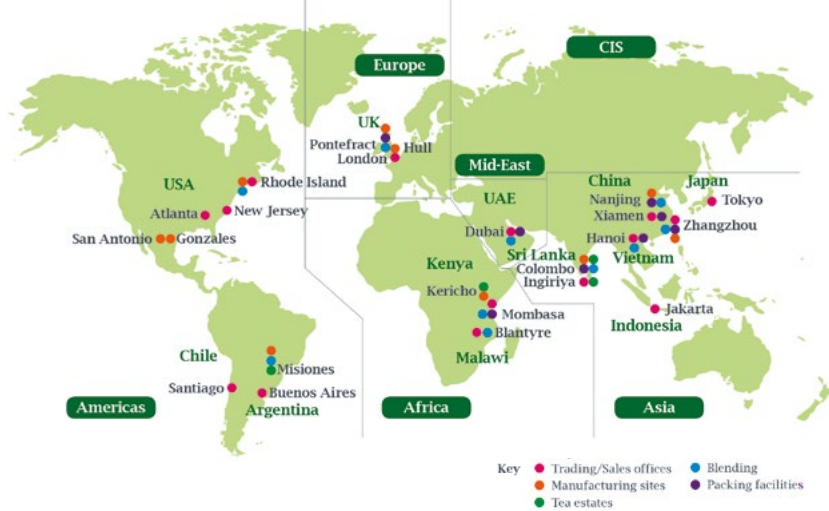 Europe
CIS
UK
Pontefract
Hull
London
Mid-East
USA
Rhode Island
UAE
China
Japan
Nanjing
Tokyo
Atlanta
New Jersey
Xiamen
Zhangzhou
San Antonio
Gonzales
Dubai
Hanoi
Sri Lanka
Vietnam
Kenya
Colombo
Kericho
Ingiriya
Mombasa
Jakarta
Indonesia
Blantyre
Chile
Malawi
Misiones
Santiago
Buenos Aires
Argentina
Americas
Africa
Asia
Key
Trading/Sales offices
Blending
Manufacturing sites
Packing facilities
Tea estates